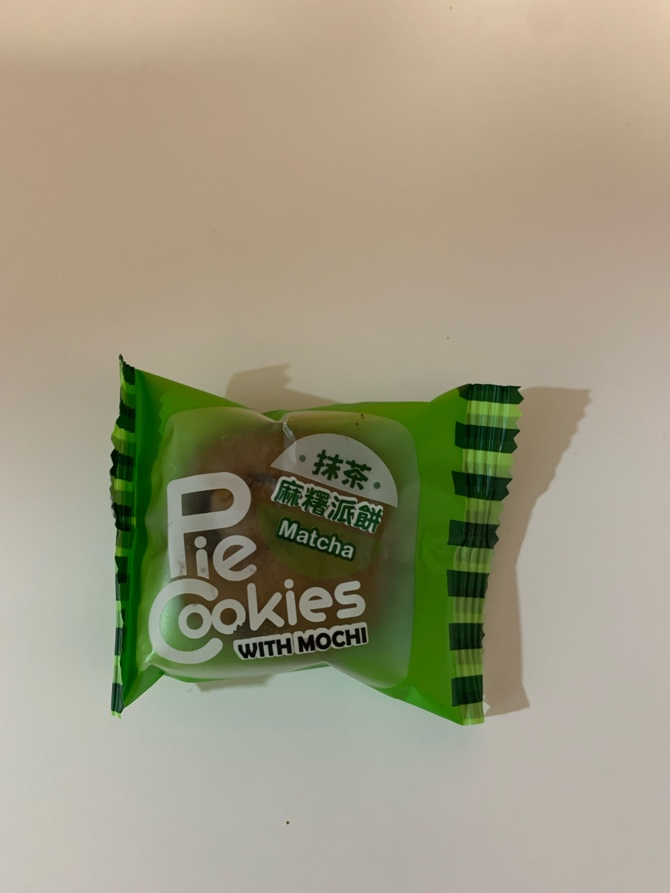 抹茶
麻糬派餅
Matcha
Pie
Cookies
WITH MOCHI